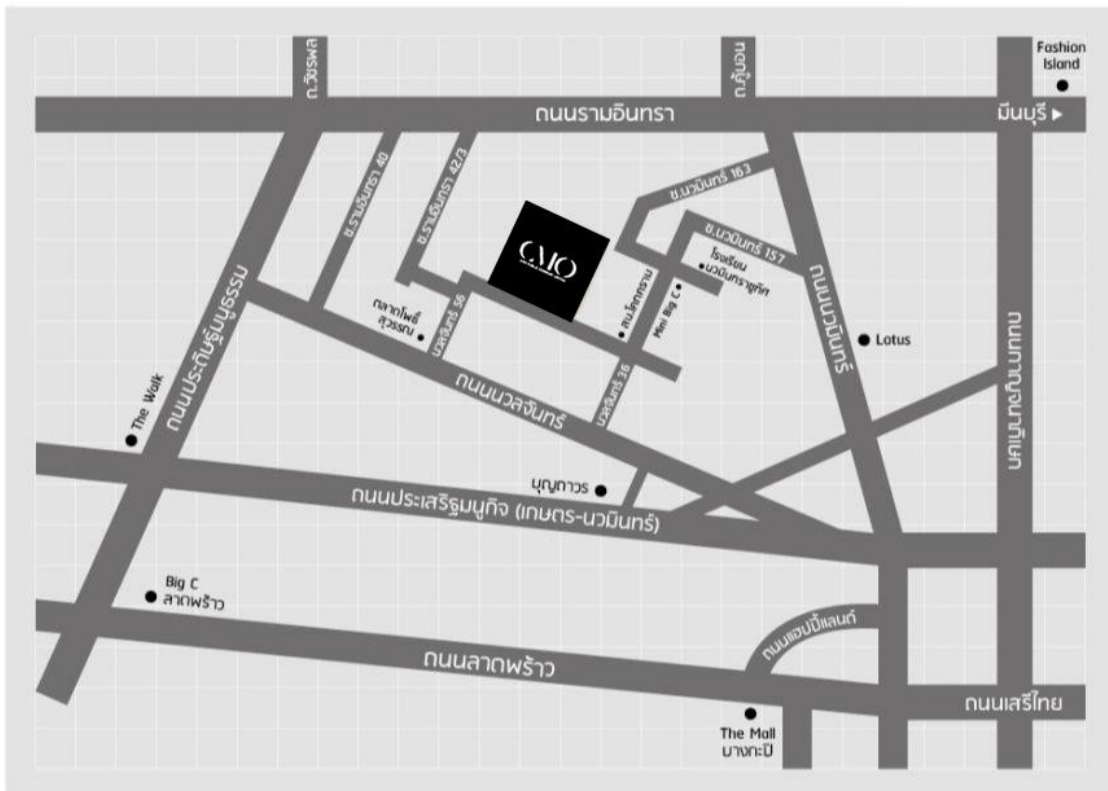 ถ.วัชรพล
ถ.คู้บอน
Fashion
Island
ถนนรามอินทรา
มีนบุรี
ซ.รามอินทรา 40
ซ.รามอินทรา 42/3
ซ.นวมินทร์ 163
ซ.นวมินทร์ 157
CMO
โรงเรียน
นวมินทราชูทิศ
สน.โคกคราม
Mini Big C
ตลาดโพธิ์
สุวรรณ
นวลจันทร์ 56
นวลจันทร์ 36
ถนนประดิษฐ์มนูธรรม
ถนนนวลจันทร์
ถนนนวมินทร์
Lotus
ถนนกาญจนาภิเษก
The Walk
บุญถาวร
ถนนประเสริฐมนูกิจ (เกษตร-นวมินทร์)
Big C
ลาดพร้าว
ถนนแฮปปี้แลนด์
ถนนลาดพร้าว
ถนนเสรีไทย
The Mall
บางกะปิ